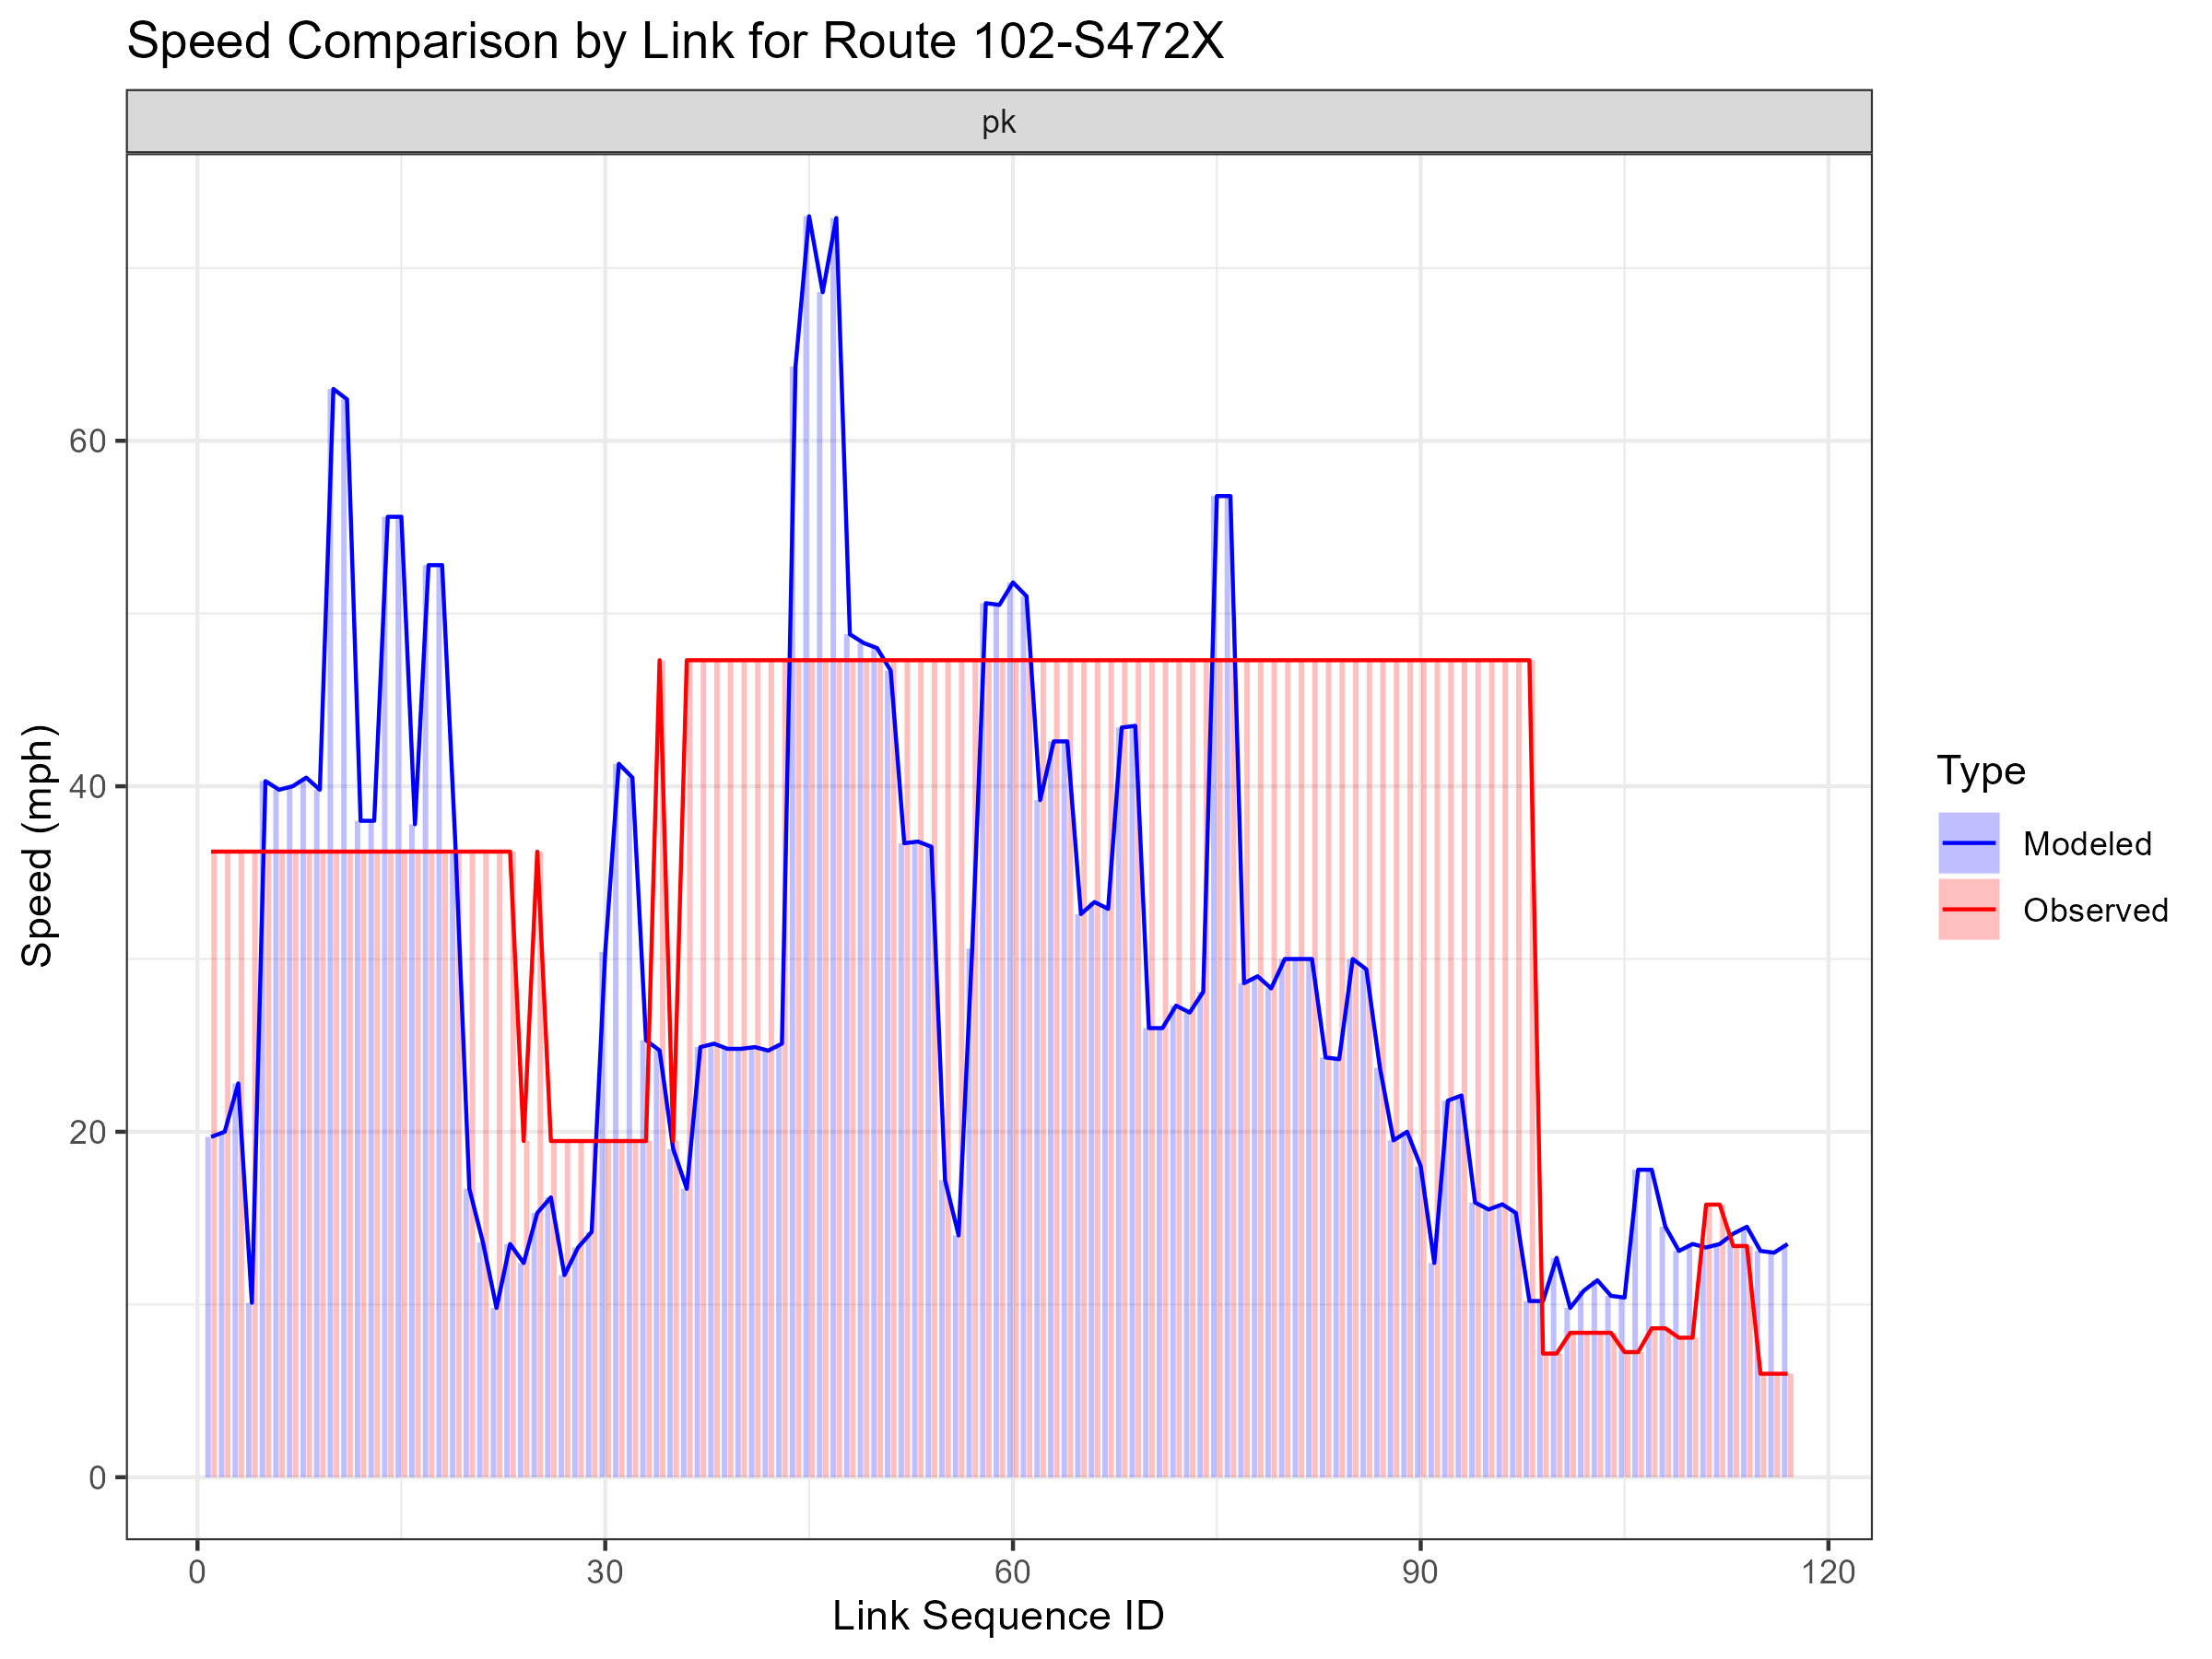 Speed Comparison by Link for Route 102-S472X
pk
60
40
20
0
Speed (mph)
0 30 60 90 120
Link Sequence ID
Type
Modeled
Observed